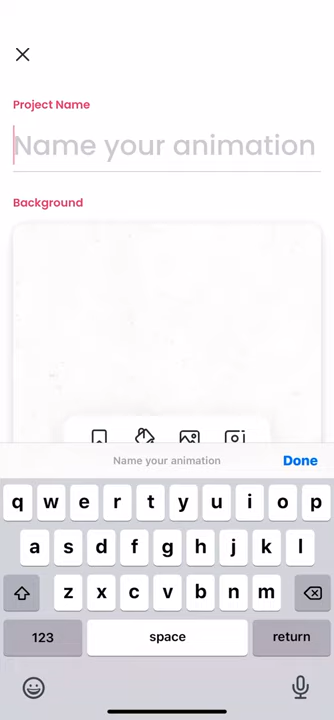 Project Name
Name your animation
Background
Name your animation Done
q w e r t y u i o p
a s d f g h j k l
z x c v b n m
123 space return